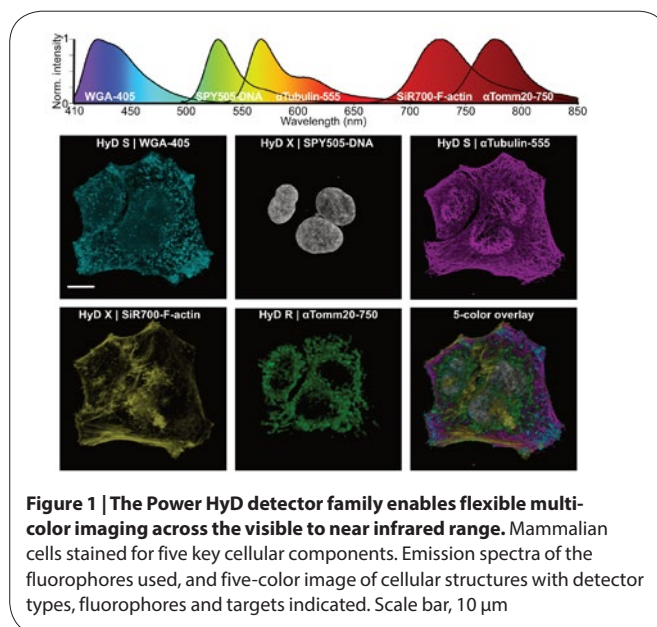 Norm. intensity
1
0
WGA-405
SPY505-DNA
αTubulin-555
SiR700-F-actin
αTomm20-750
410 450 500 550 600 650 700 750 800 850
Wavelength (nm)
HyD S | WGA-405
HyD X | SPY505-DNA
HyD S | αTubulin-555
HyD X | SiR700-F-actin
HyD R | αTomm20-750
5-color overlay
Figure 1 | The Power HyD detector family enables flexible multi-
color imaging across the visible to near infrared range. Mammalian
cells stained for five key cellular components. Emission spectra of the
fluorophores used, and five-color image of cellular structures with detector
types, fluorophores and targets indicated. Scale bar, 10 μm